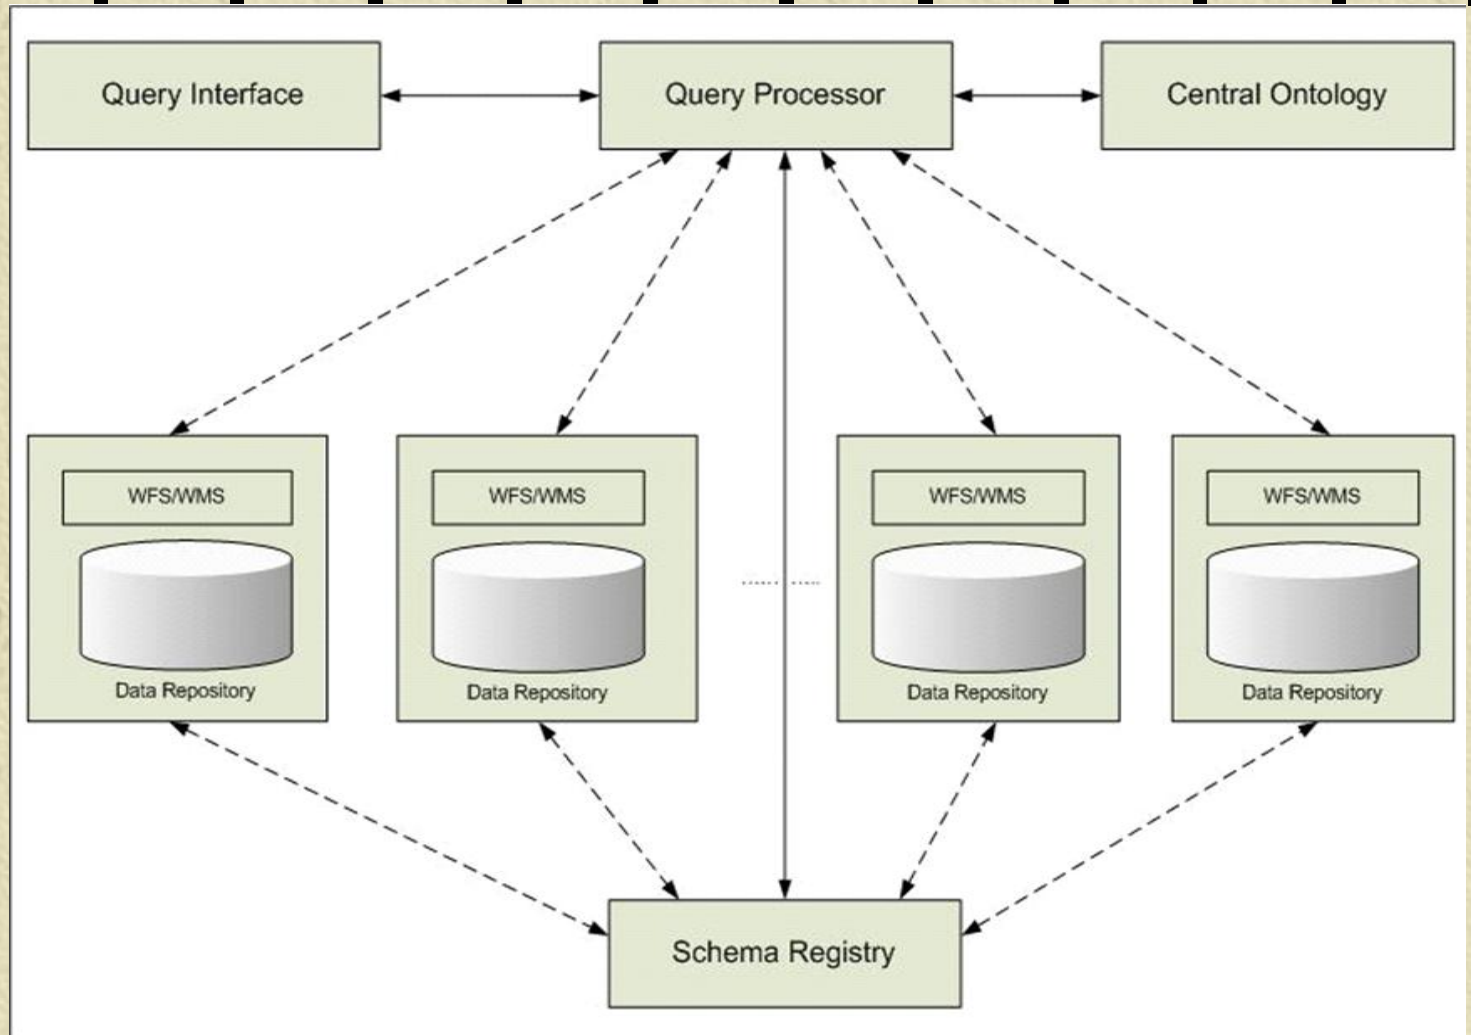 Query Interface
Query Processor
Central Ontology
WFS/WMS
WFS/WMS
WFS/WMS
WFS/WMS
Data Repository
Data Repository
Data Repository
Data Repository
Schema Registry